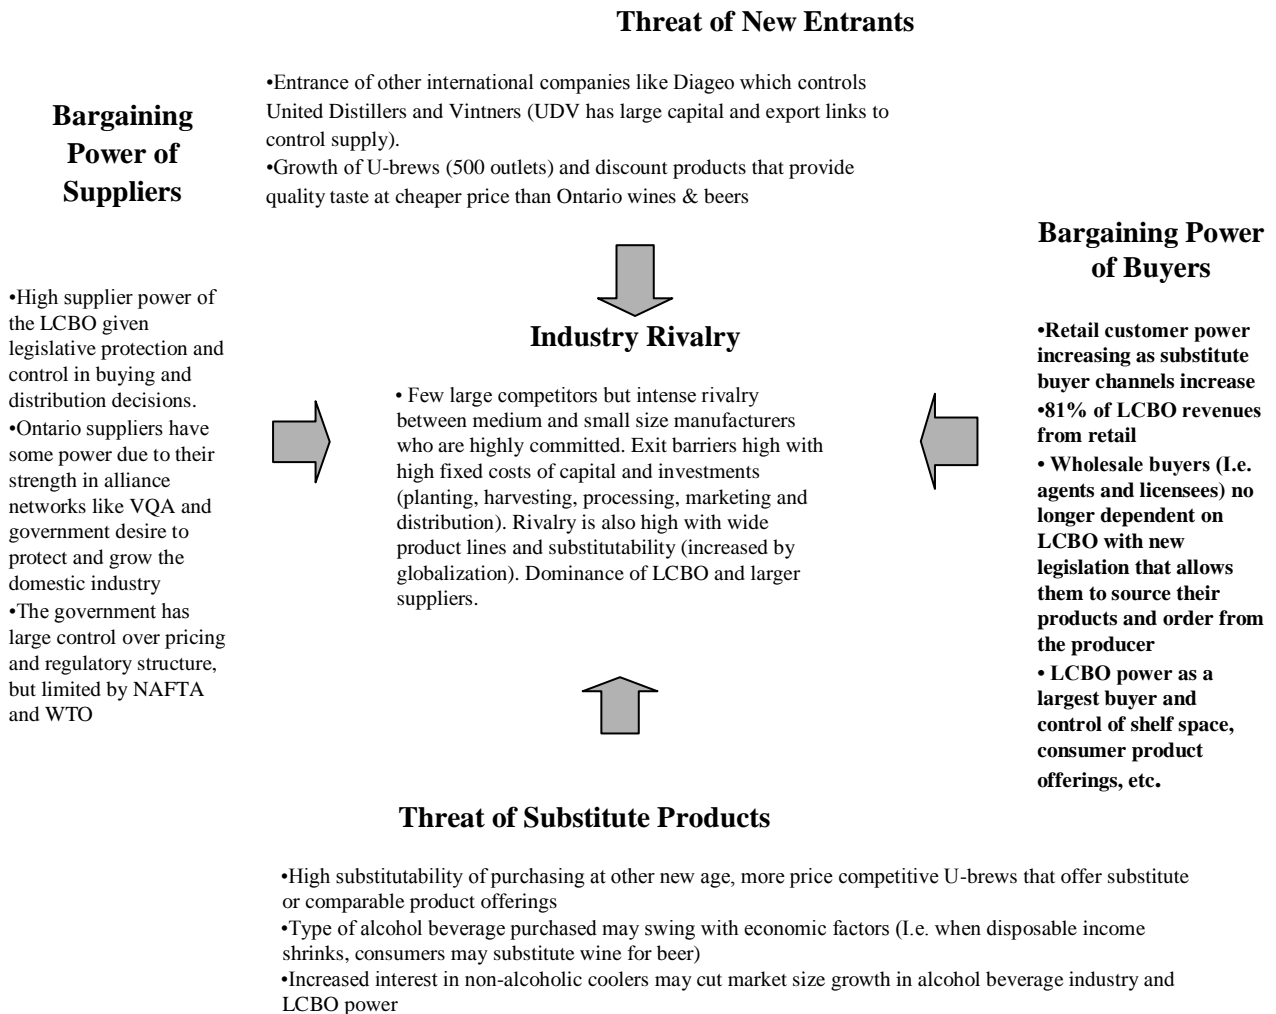 Threat of New Entrants
•Entrance of other international companies like Diageo which controls
United Distillers and Vintners (UDV has large capital and export links to
control supply).
•Growth of U-brews (500 outlets) and discount products that provide
quality taste at cheaper price than Ontario wines & beers
Bargaining
Power of
Suppliers
•High supplier power of
the LCBO given
legislative protection and
control in buying and
distribution decisions.
•Ontario suppliers have
some power due to their
strength in alliance
networks like VQA and
government desire to
protect and grow the
domestic industry
•The government has
large control over pricing
and regulatory structure,
but limited by NAFTA
and WTO
Industry Rivalry
• Few large competitors but intense rivalry
between medium and small size manufacturers
who are highly committed. Exit barriers high with
high fixed costs of capital and investments
(planting, harvesting, processing, marketing and
distribution). Rivalry is also high with wide
product lines and substitutability (increased by
globalization). Dominance of LCBO and larger
suppliers.
Bargaining Power
of Buyers
•Retail customer power
increasing as substitute
buyer channels increase
•81% of LCBO revenues
from retail
• Wholesale buyers (I.e.
agents and licensees) no
longer dependent on
LCBO with new
legislation that allows
them to source their
products and order from
the producer
• LCBO power as a
largest buyer and
control of shelf space,
consumer product
offerings, etc.
Threat of Substitute Products
•High substitutability of purchasing at other new age, more price competitive U-brews that offer substitute
or comparable product offerings
•Type of alcohol beverage purchased may swing with economic factors (I.e. when disposable income
shrinks, consumers may substitute wine for beer)
•Increased interest in non-alcoholic coolers may cut market size growth in alcohol beverage industry and
LCBO power